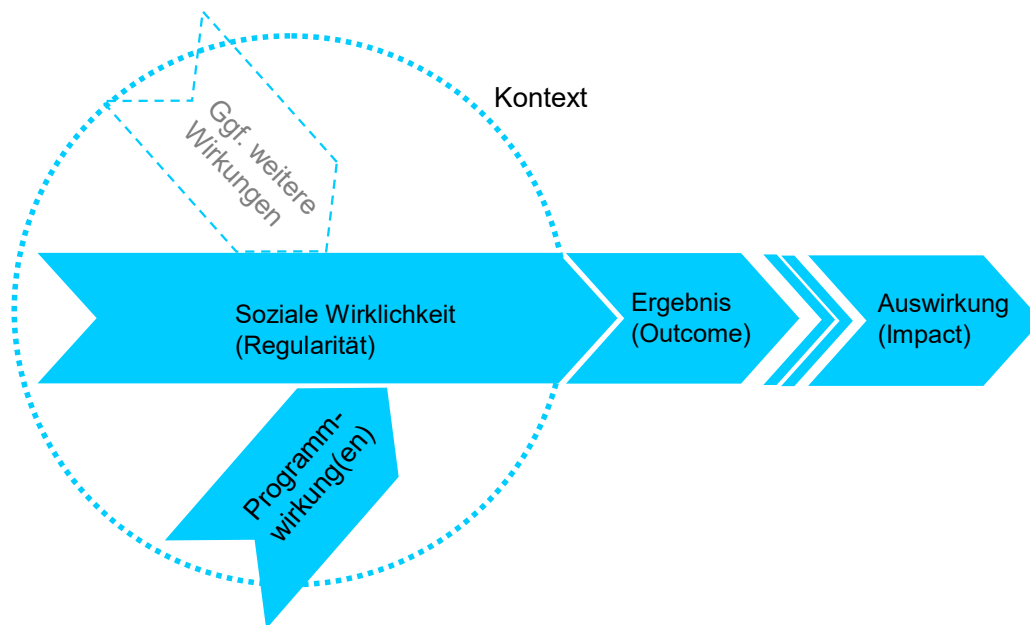 Kontext
Ggf. weitere
Wirkungen
Soziale Wirklichkeit
(Regularität)
Ergebnis
(Outcome)
Auswirkung
(Impact)
Programm-
wirkung(en)